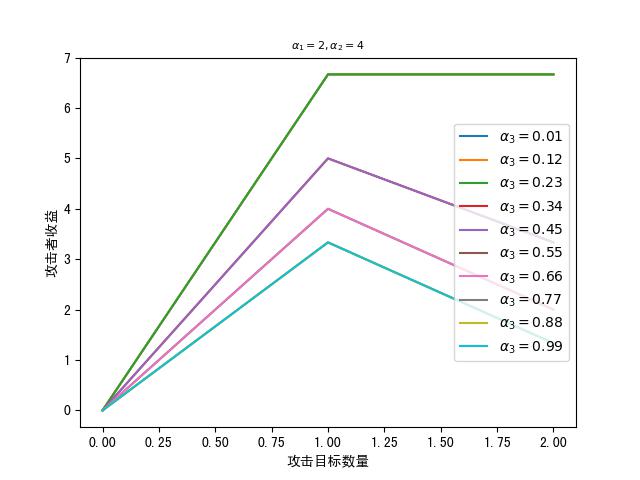 α₁ = 2, α₂ = 4
攻击者收益
7
6
5
4
3
2
1
0
α₃ = 0.01
α₃ = 0.12
α₃ = 0.23
α₃ = 0.34
α₃ = 0.45
α₃ = 0.55
α₃ = 0.66
α₃ = 0.77
α₃ = 0.88
α₃ = 0.99
0.00 0.25 0.50 0.75 1.00 1.25 1.50 1.75 2.00
攻击目标数量